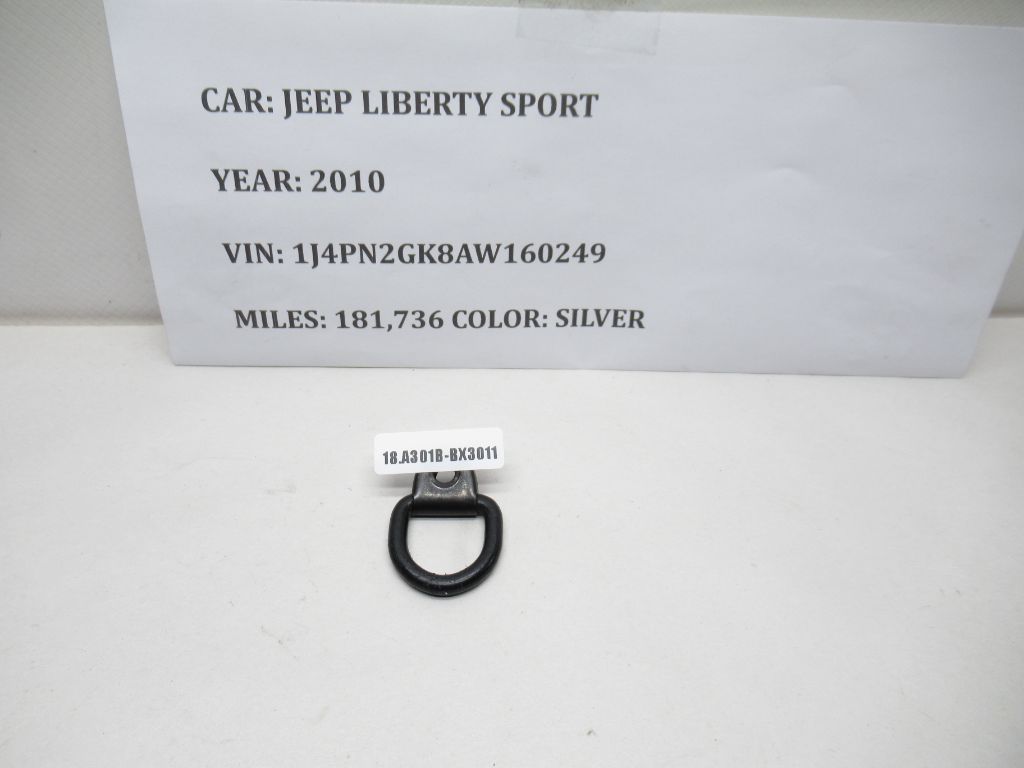 CAR: JEEP LIBERTY SPORT
YEAR: 2010
VIN: 1J4PN2GK8AW160249
MILES: 181,736 COLOR: SILVER
18.A301B-BX3011